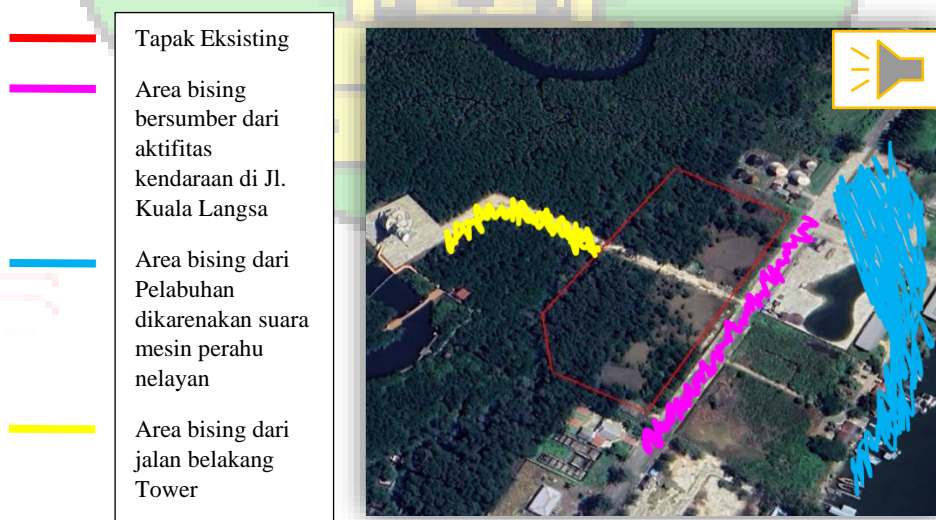 Tapak Eksisting
Area bising
bersumber dari
aktifitas
kendaraan di Jl.
Kuala Langsa
Area bising dari
Pelabuhan
dikarenakan suara
mesin perahu
nelayan
Area bising dari
jalan belakang
Tower